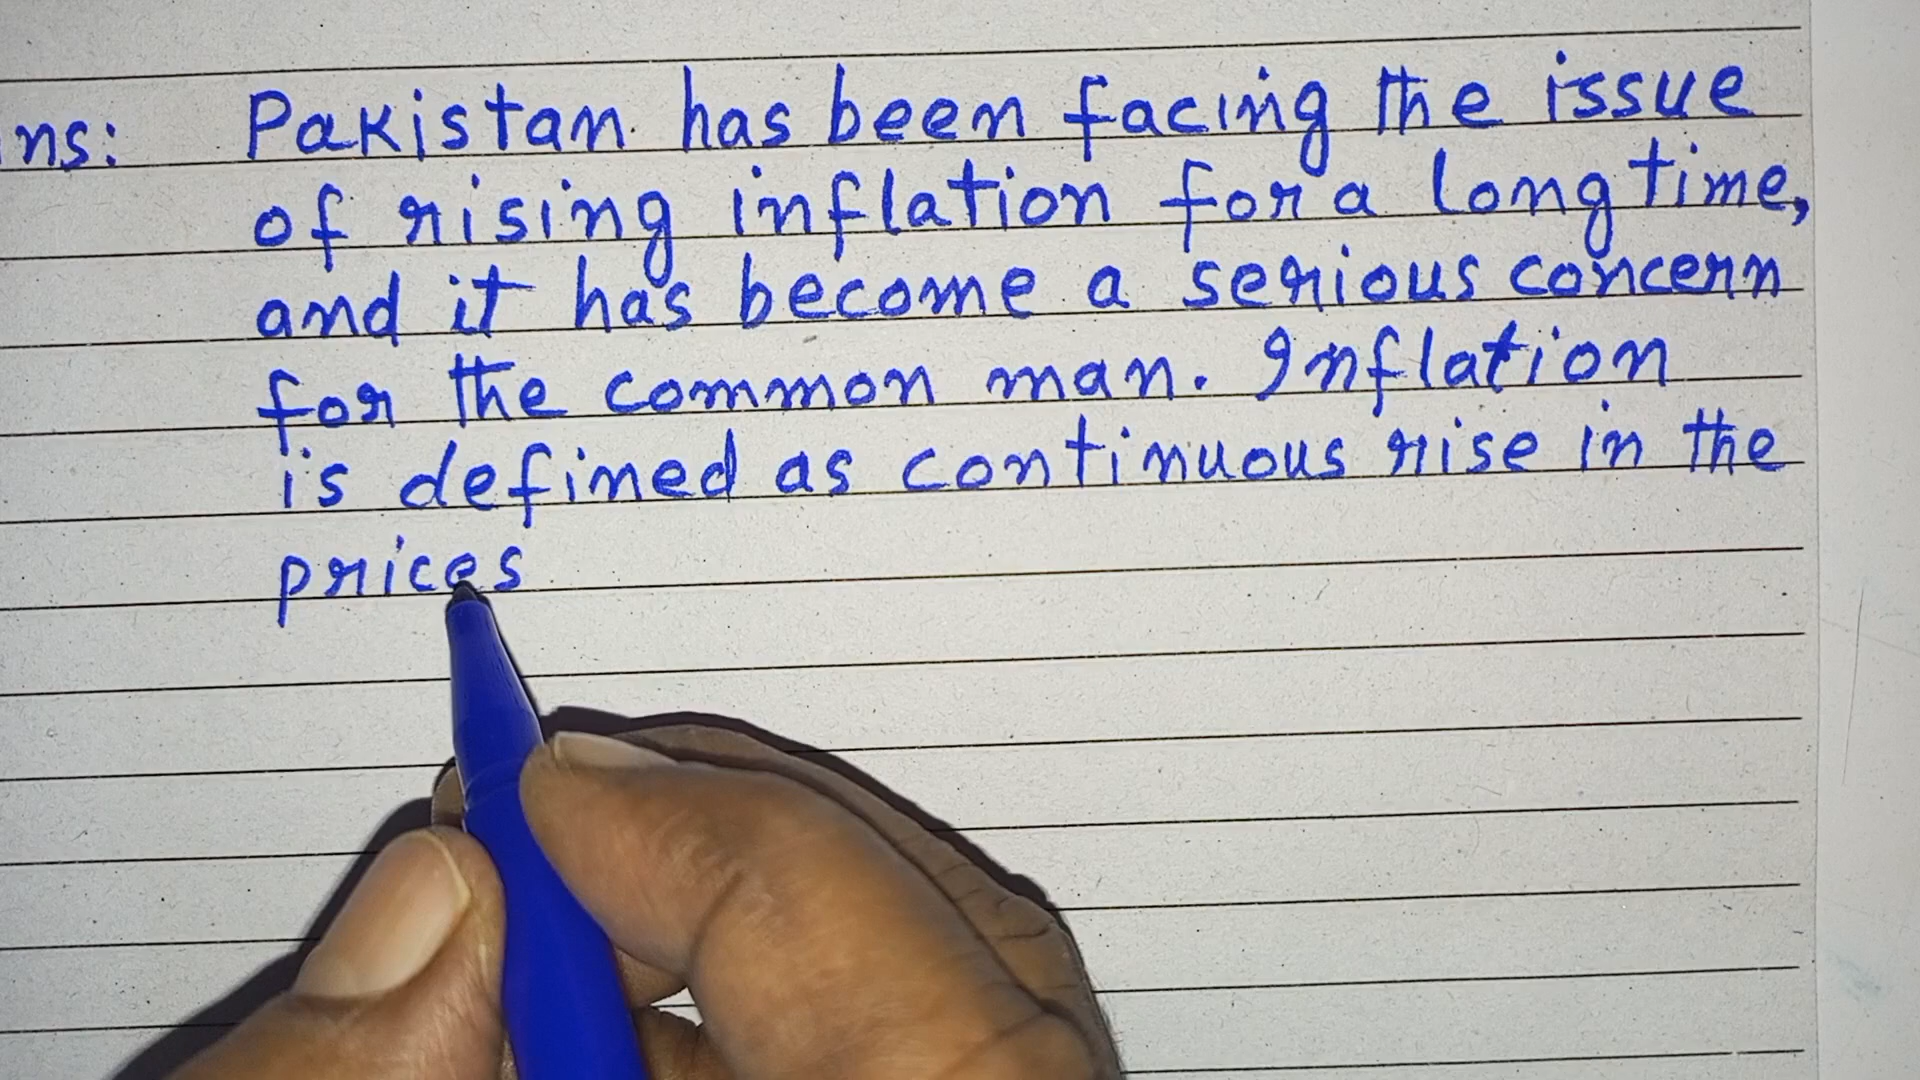 ns: Pakistan has been facing the issue
of rising inflation for a long time,
and it has become a serious concern
for the common man. Inflation
is defined as continuous rise in the
prices